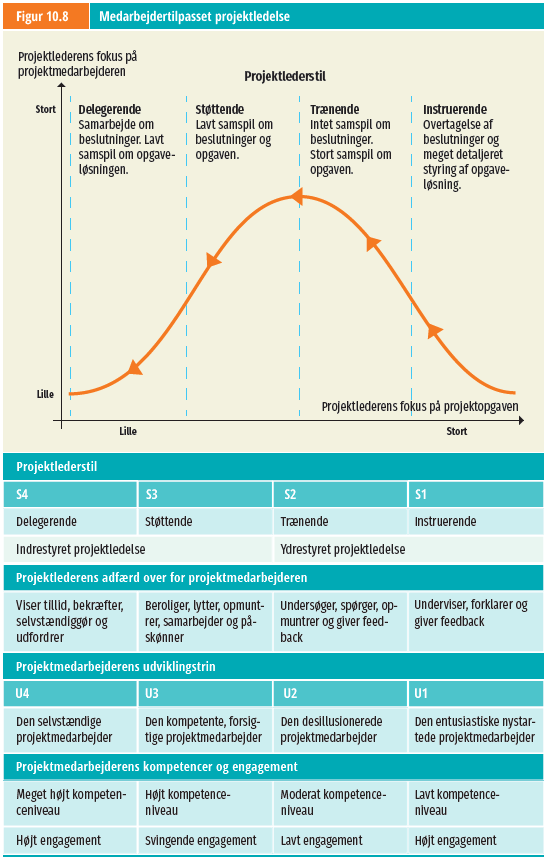 Figur 10.8
Medarbejdertilpasset projektledelse
Projektlederens fokus på
projektmedarbejderen
Projektlederstil
Stort
Delegerende
Samarbejde om
beslutninger. Lavt
samspil om opgave-
løsningen.
Støttende
Lavt samspil om
beslutninger og
opgaven.
Trænende
Intet samspil om
beslutninger.
Stort samspil om
opgaven.
Instruerende
Overtagelse af
beslutninger og
meget detaljeret
styring af opgave-
løsning.
Lille
Projektlederens fokus på projektopgaven
Lille
Stort
Projektlederstil
S4
S3
S2
S1
Delegerende
Støttende
Trænende
Instruerende
Indrestyret projektledelse
Ydrestyret projektledelse
Projektlederens adfærd over for projektmedarbejderen
Viser tillid, bekræfter,
selvstændiggør og
udfordrer
Beroliger, lytter, opmunt-
rer, samarbejder og på-
skønner
Undersøger, spørger, op-
muntrer og giver feed-
back
Underviser, forklarer og
giver feedback
Projektmedarbejderens udviklingstrin
U4
U3
U2
U1
Den selvstændige
projektmedarbejder
Den kompetente, forsig-
tige projektmedarbejder
Den desillusionerede
projektmedarbejder
Den entusiastiske nystar-
tede projektmedarbejder
Projektmedarbejderens kompetencer og engagement
Meget højt kompeten-
ceniveau
Højt kompetence-
niveau
Moderat kompetence-
niveau
Lavt kompetence-
niveau
Højt engagement
Svingende engagement
Lavt engagement
Højt engagement